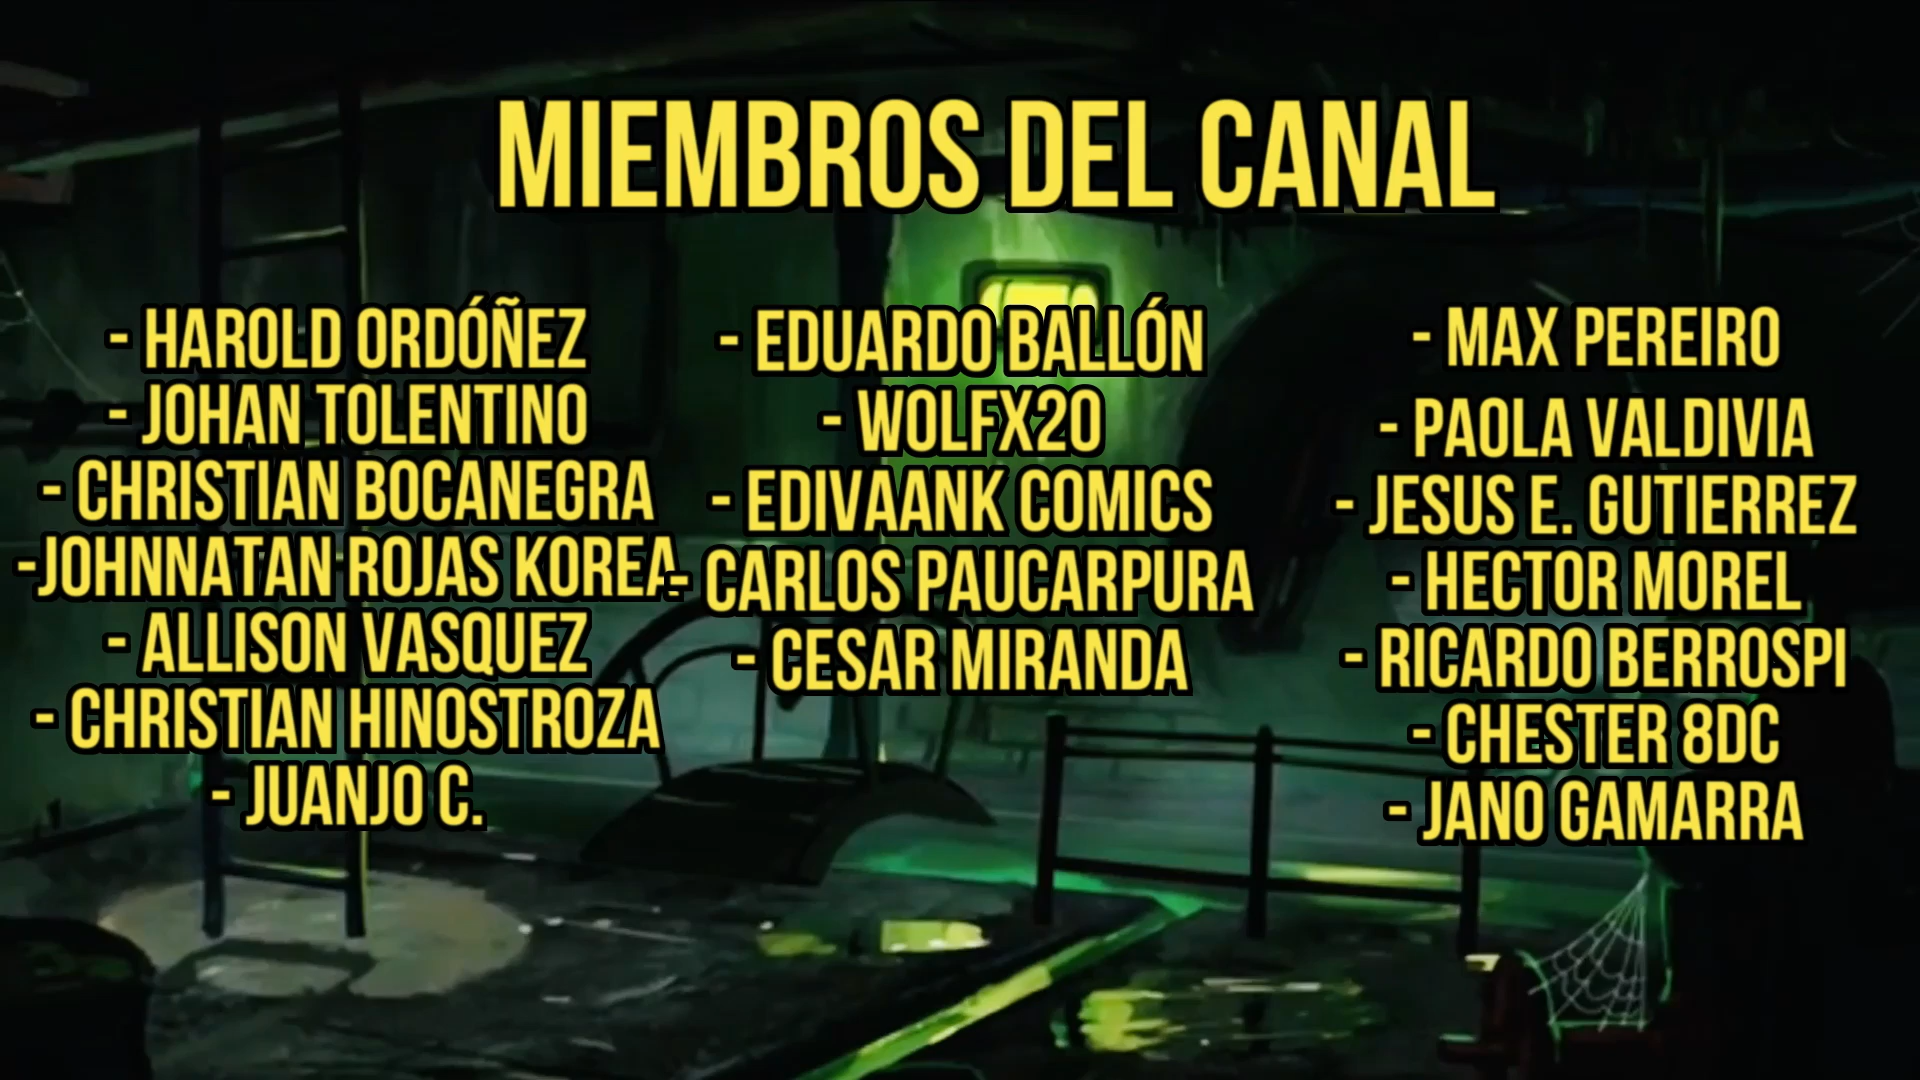 MIEMBROS DEL CANAL
- HAROLD ORDÓÑEZ
- JOHAN TOLENTINO
- CHRISTIAN BOCANEGRA
-JOHNNATAN ROJAS KOREA.
- ALLISON VASQUEZ
- CHRISTIAN HINOSTROZA
- JUANJO C.
- EDUARDO BALLÓN
- WOLFX20
- EDIVAANK COMICS
- CARLOS PAUCARPURA
- CESAR MIRANDA
- MAX PEREIRO
- PAOLA VALDIVIA
- JESUS E. GUTIERREZ
- HECTOR MOREL
- RICARDO BERROSPI
- CHESTER 8DC
- JANO GAMARRA